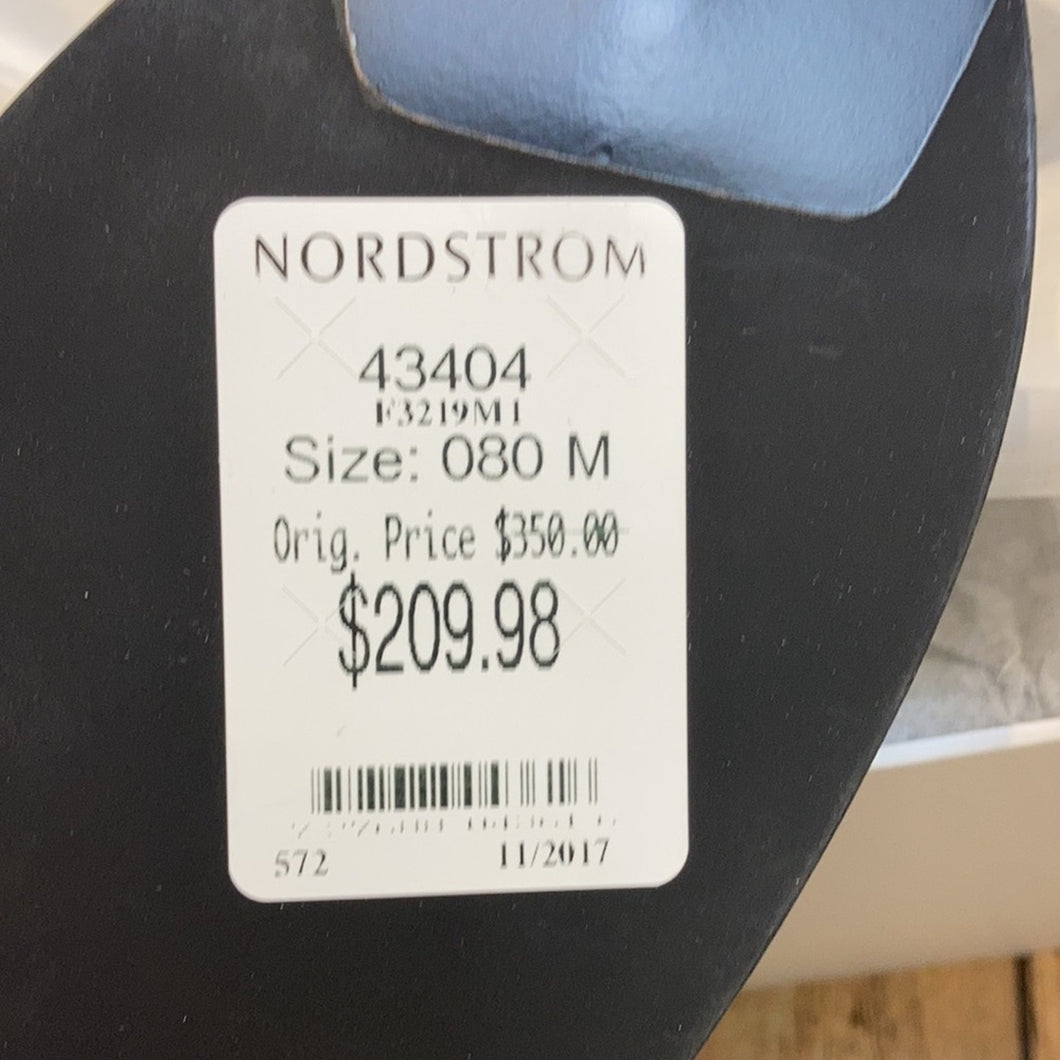 NORDSTROM
43404
F3219M1
Size: 080 M
Orig. Price $350.00
$209.98
572 11/2017